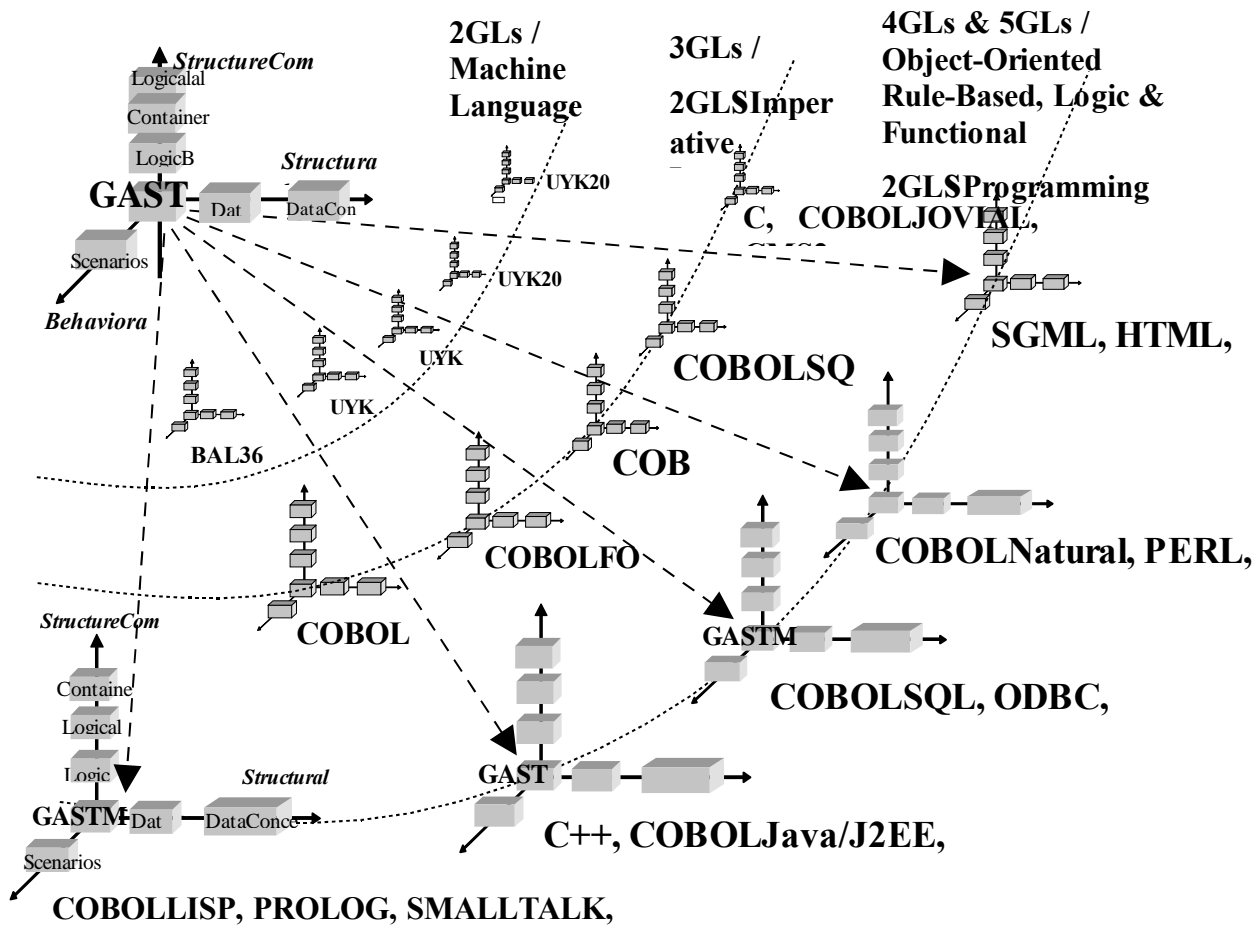 StructureCom
Logicalal
Container
LogicB
GAST
Structura
Dat
DataCon
Scenarios
Behaviora
2GLs /
Machine
Language
3GLs /
2GLSImper
ative
4GLs & 5GLs /
Object-Oriented
Rule-Based, Logic &
Functional
2GLSProgramming
UYK20
C, COBOLJOVIAL,
UYK20
UYK
UYK
BAL36
SGML, HTML,
COBOLSQ
COB
COBOLFO
COBOL
COBOLNatural, PERL,
GASTM
COBOLSQL, ODBC,
GAST
C++, COBOLJava/J2EE,
StructureCom
Containe
Logical
Logic
Structural
GASTM
Dat
DataConce
Scenarios
COBOLLISP, PROLOG, SMALLTALK,